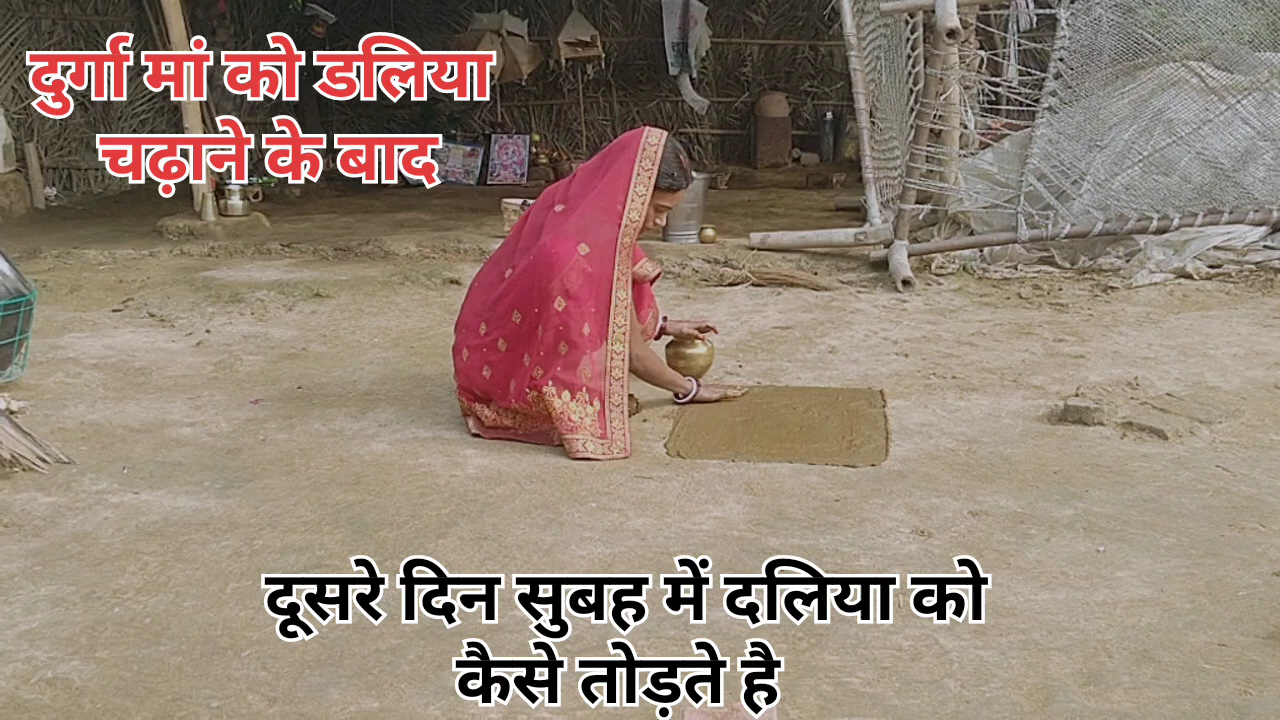 दुर्गा मां को डलिया
चढ़ाने के बाद
दूसरे दिन सुबह में दलिया को
कैसे तोड़ते है